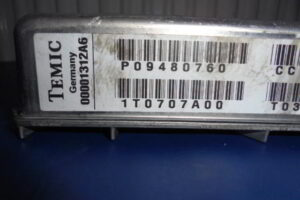 TEMIC
Germany
00001312A6
P09480760
CC
1T0707A00
T03